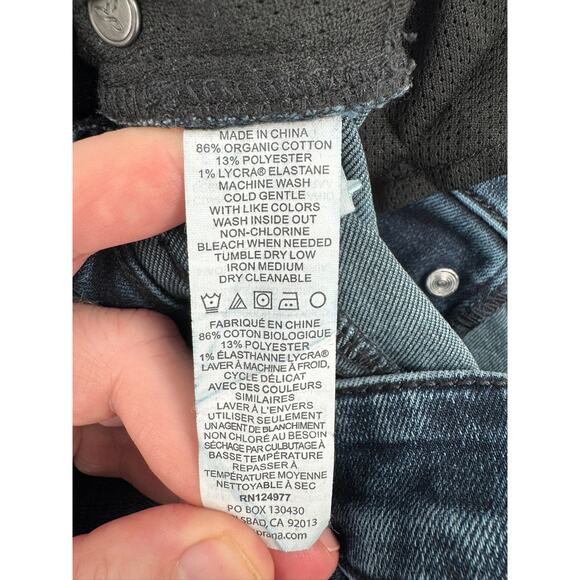 MADE IN CHINA
86% ORGANIC COTTON
13% POLYESTER
1% LYCRA® ELASTANE
MACHINE WASH
COLD GENTLE
WITH LIKE COLORS
WASH INSIDE OUT
NON-CHLORINE
BLEACH WHEN NEEDED
TUMBLE DRY LOW
IRON MEDIUM
DRY CLEANABLE
FABRIQUÉ EN CHINE
86% COTON BIOLOGIQUE
13% POLYESTER
1% ÉLASTHANNE LYCRA®
LAVER À MACHINE À FROID,
CYCLE DÉLICAT
AVEC DES COULEURS
SIMILAIRES
LAVER À L'ENVERS
UTILISER SEULEMENT
UN AGENT DE BLANCHIMENT
NON CHLORÉ AU BESOIN
SÉCHAGE PAR CULBUTAGE À
BASSE TEMPÉRATURE
REPASSER À
TEMPÉRATURE MOYENNE
NETTOYABLE À SEC
RN124977
PO BOX 130430
LSBAD, CA 92013
prana.com